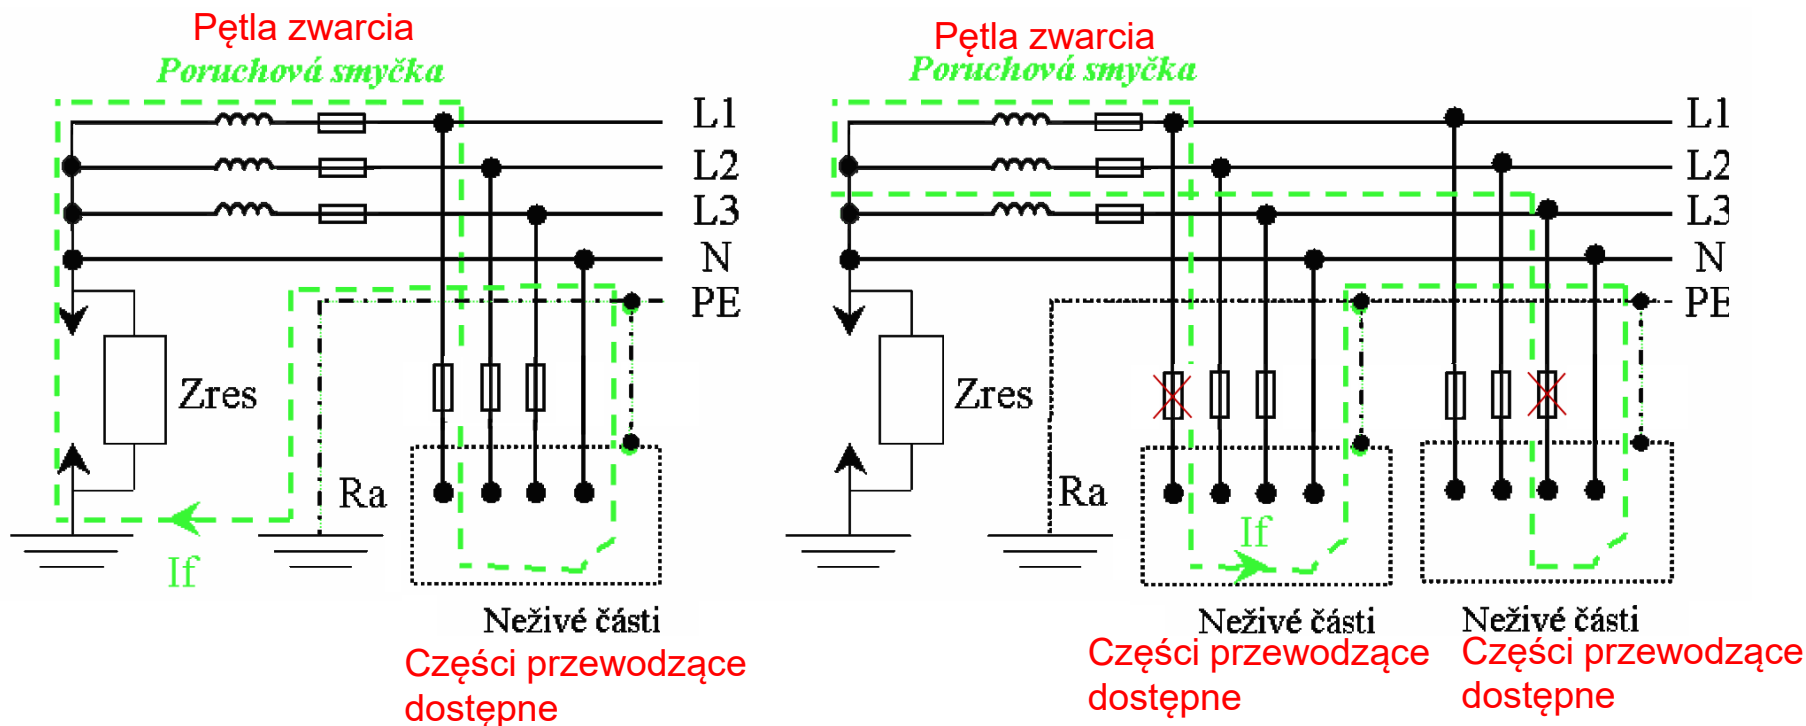 Pętla zwarcia
Poruchová smyčka
L1
L2
L3
N
PE
Zres
Ra
If
Neživé části
Części przewodzące
dostępne
Pętla zwarcia
Poruchová smyčka
L1
L2
L3
N
PE
Zres
Ra
If
Neživé části
Części przewodzące
dostępne
Neživé části
Części przewodzące
dostępne